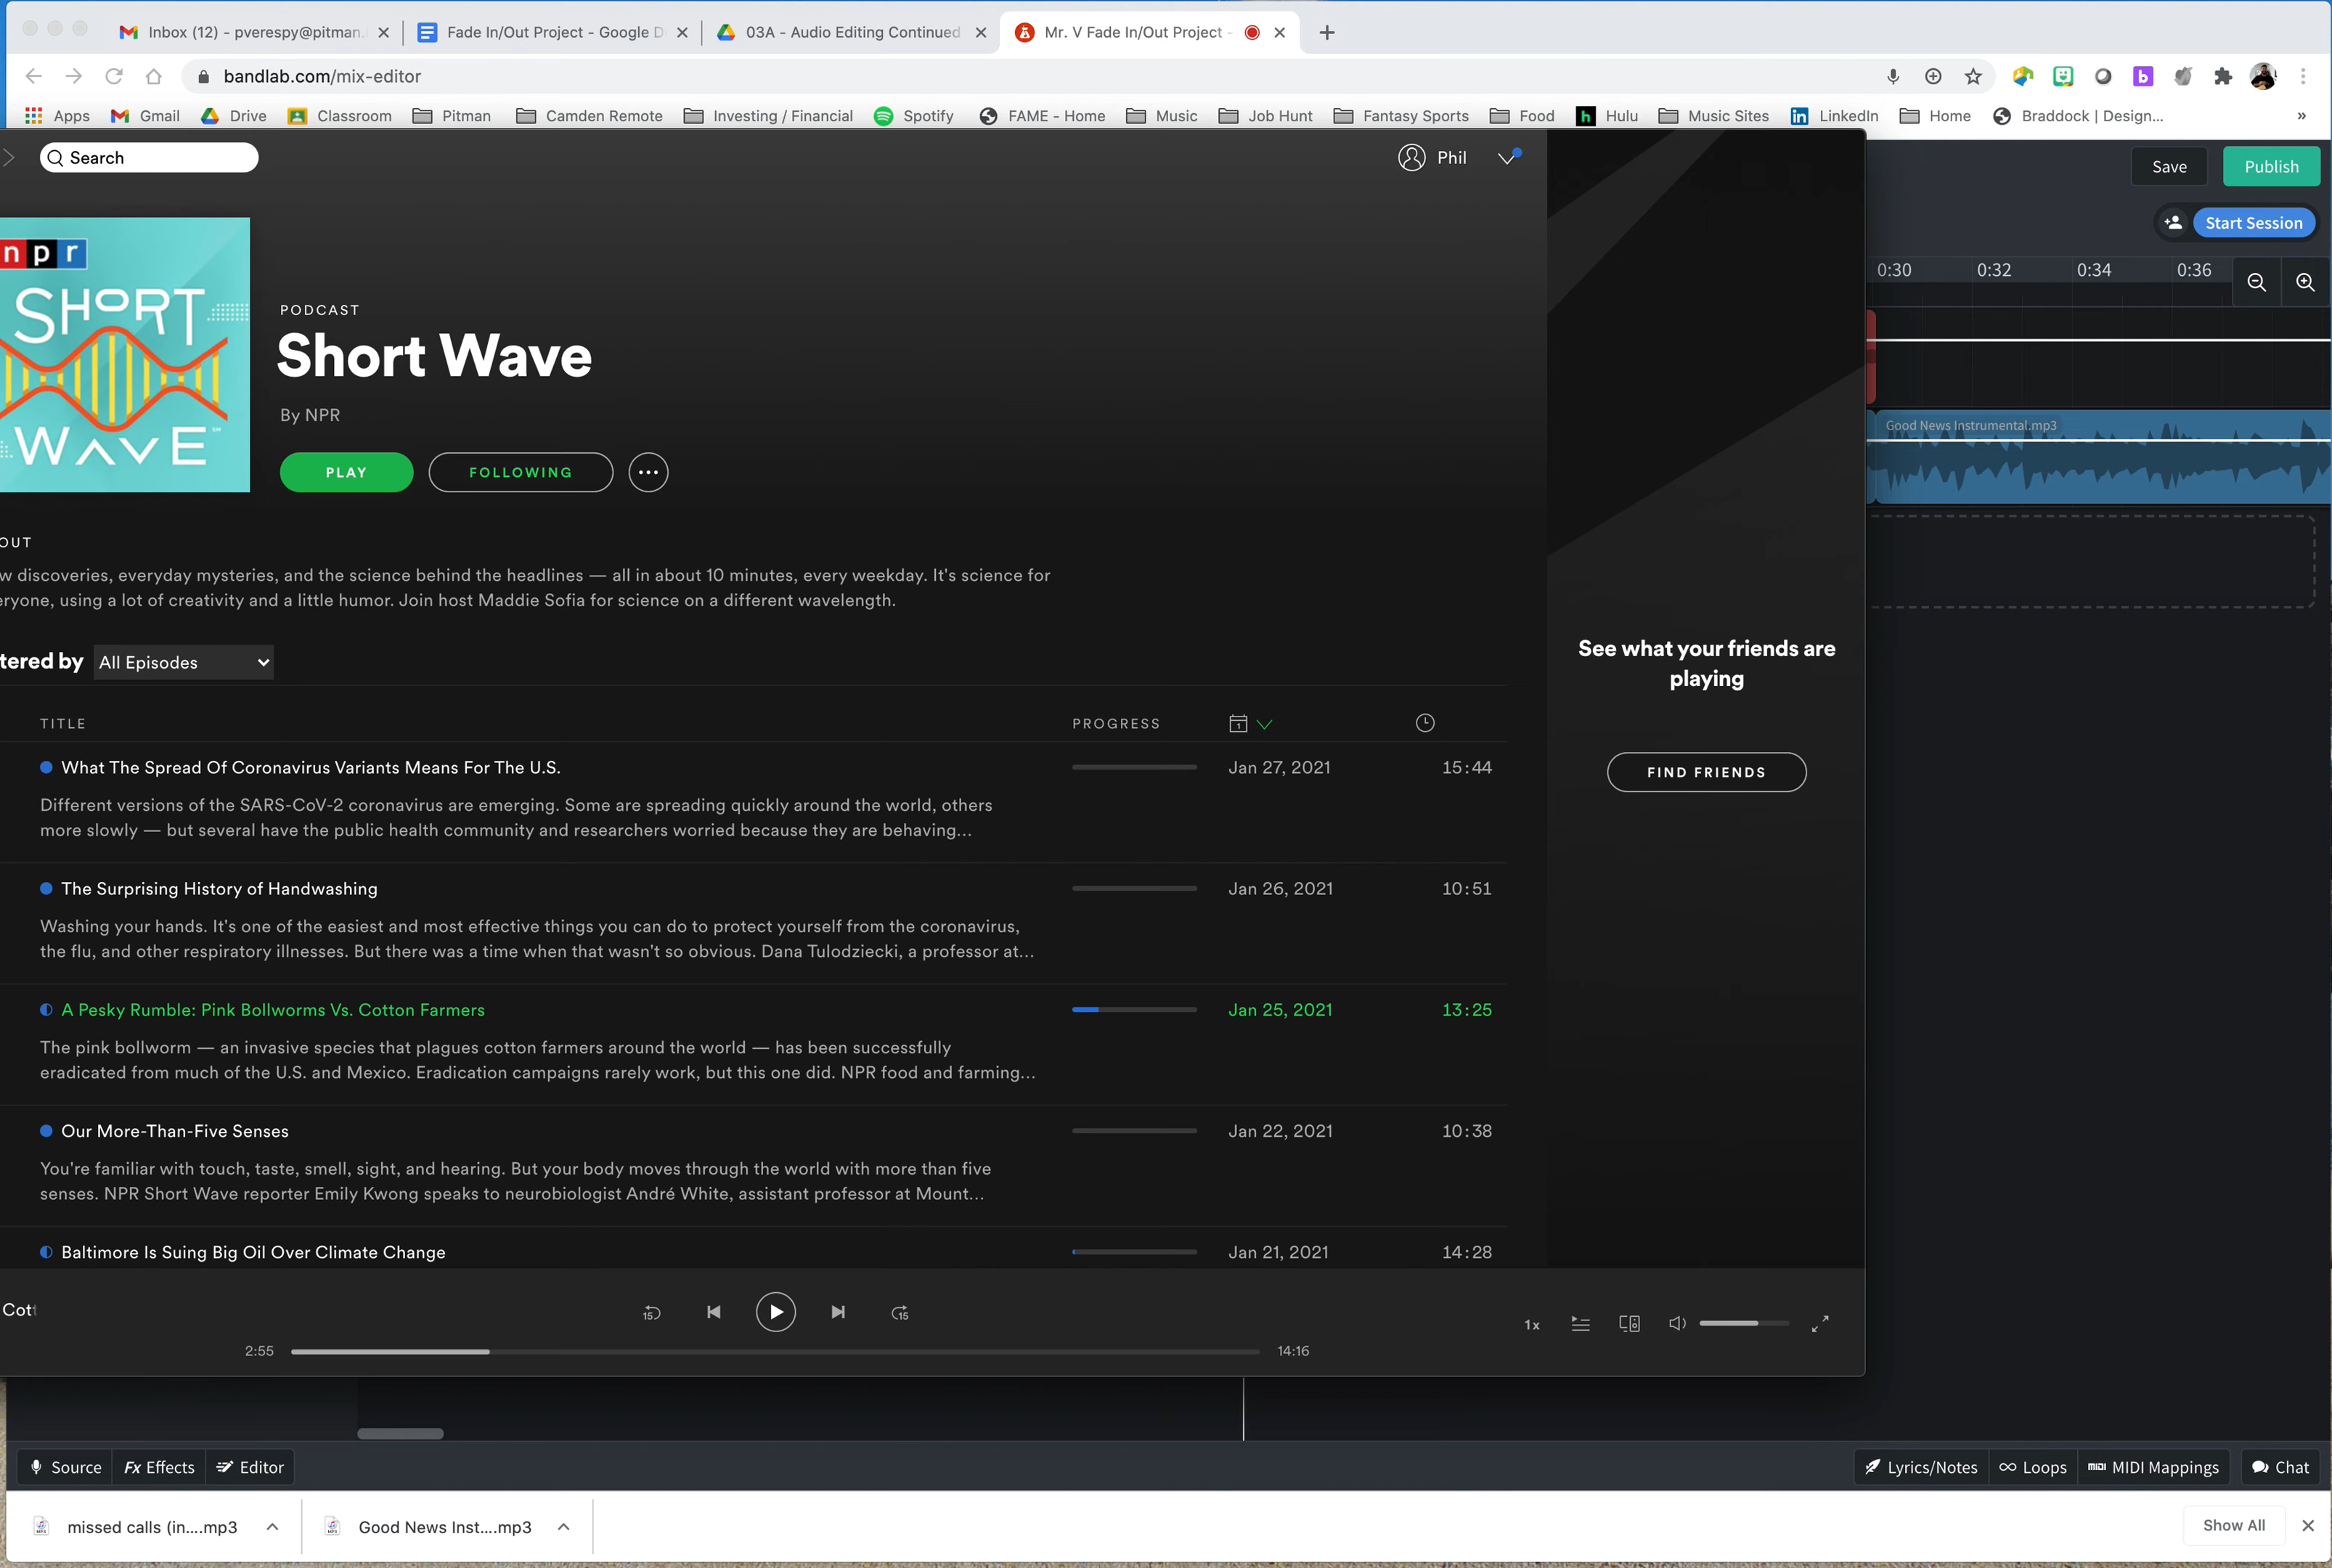 Inbox (12) - pverespy@pitman.
Fade In/Out Project - Google D
03A - Audio Editing Continued
Mr. V Fade In/Out Project -
bandlab.com/mix-editor
Apps
Gmail
Drive
Classroom
Pitman
Camden Remote
Investing / Financial
Spotify
FAME - Home
Music
Job Hunt
Fantasy Sports
Food
h Hulu
Music Sites
LinkedIn
Home
Braddock | Design...
»
Search
Phil
Save
Publish
Start Session
0:30
0:32
0:34
0:36
npr
SHORT
WAVE
PODCAST
Short Wave
By NPR
PLAY
FOLLOWING
Good News Instrumental.mp3
OUT
w discoveries, everyday mysteries, and the science behind the headlines — all in about 10 minutes, every weekday. It's science for
eryone, using a lot of creativity and a little humor. Join host Maddie Sofia for science on a different wavelength.
tered by
All Episodes
See what your friends are
playing
FIND FRIENDS
TITLE
PROGRESS
What The Spread Of Coronavirus Variants Means For The U.S.
Jan 27, 2021
15:44
Different versions of the SARS-CoV-2 coronavirus are emerging. Some are spreading quickly around the world, others
more slowly — but several have the public health community and researchers worried because they are behaving...
The Surprising History of Handwashing
Jan 26, 2021
10:51
Washing your hands. It's one of the easiest and most effective things you can do to protect yourself from the coronavirus,
the flu, and other respiratory illnesses. But there was a time when that wasn't so obvious. Dana Tulodziecki, a professor at...
A Pesky Rumble: Pink Bollworms Vs. Cotton Farmers
Jan 25, 2021
13:25
The pink bollworm — an invasive species that plagues cotton farmers around the world — has been successfully
eradicated from much of the U.S. and Mexico. Eradication campaigns rarely work, but this one did. NPR food and farming...
Our More-Than-Five Senses
Jan 22, 2021
10:38
You're familiar with touch, taste, smell, sight, and hearing. But your body moves through the world with more than five
senses. NPR Short Wave reporter Emily Kwong speaks to neurobiologist André White, assistant professor at Mount...
Baltimore Is Suing Big Oil Over Climate Change
Jan 21, 2021
14:28
Cott
15
15
1x
2:55
14:16
Source
Fx Effects
Editor
Lyrics/Notes
Loops
MIDI MIDI Mappings
Chat
missed calls (in....mp3
Good News Inst....mp3
Show All